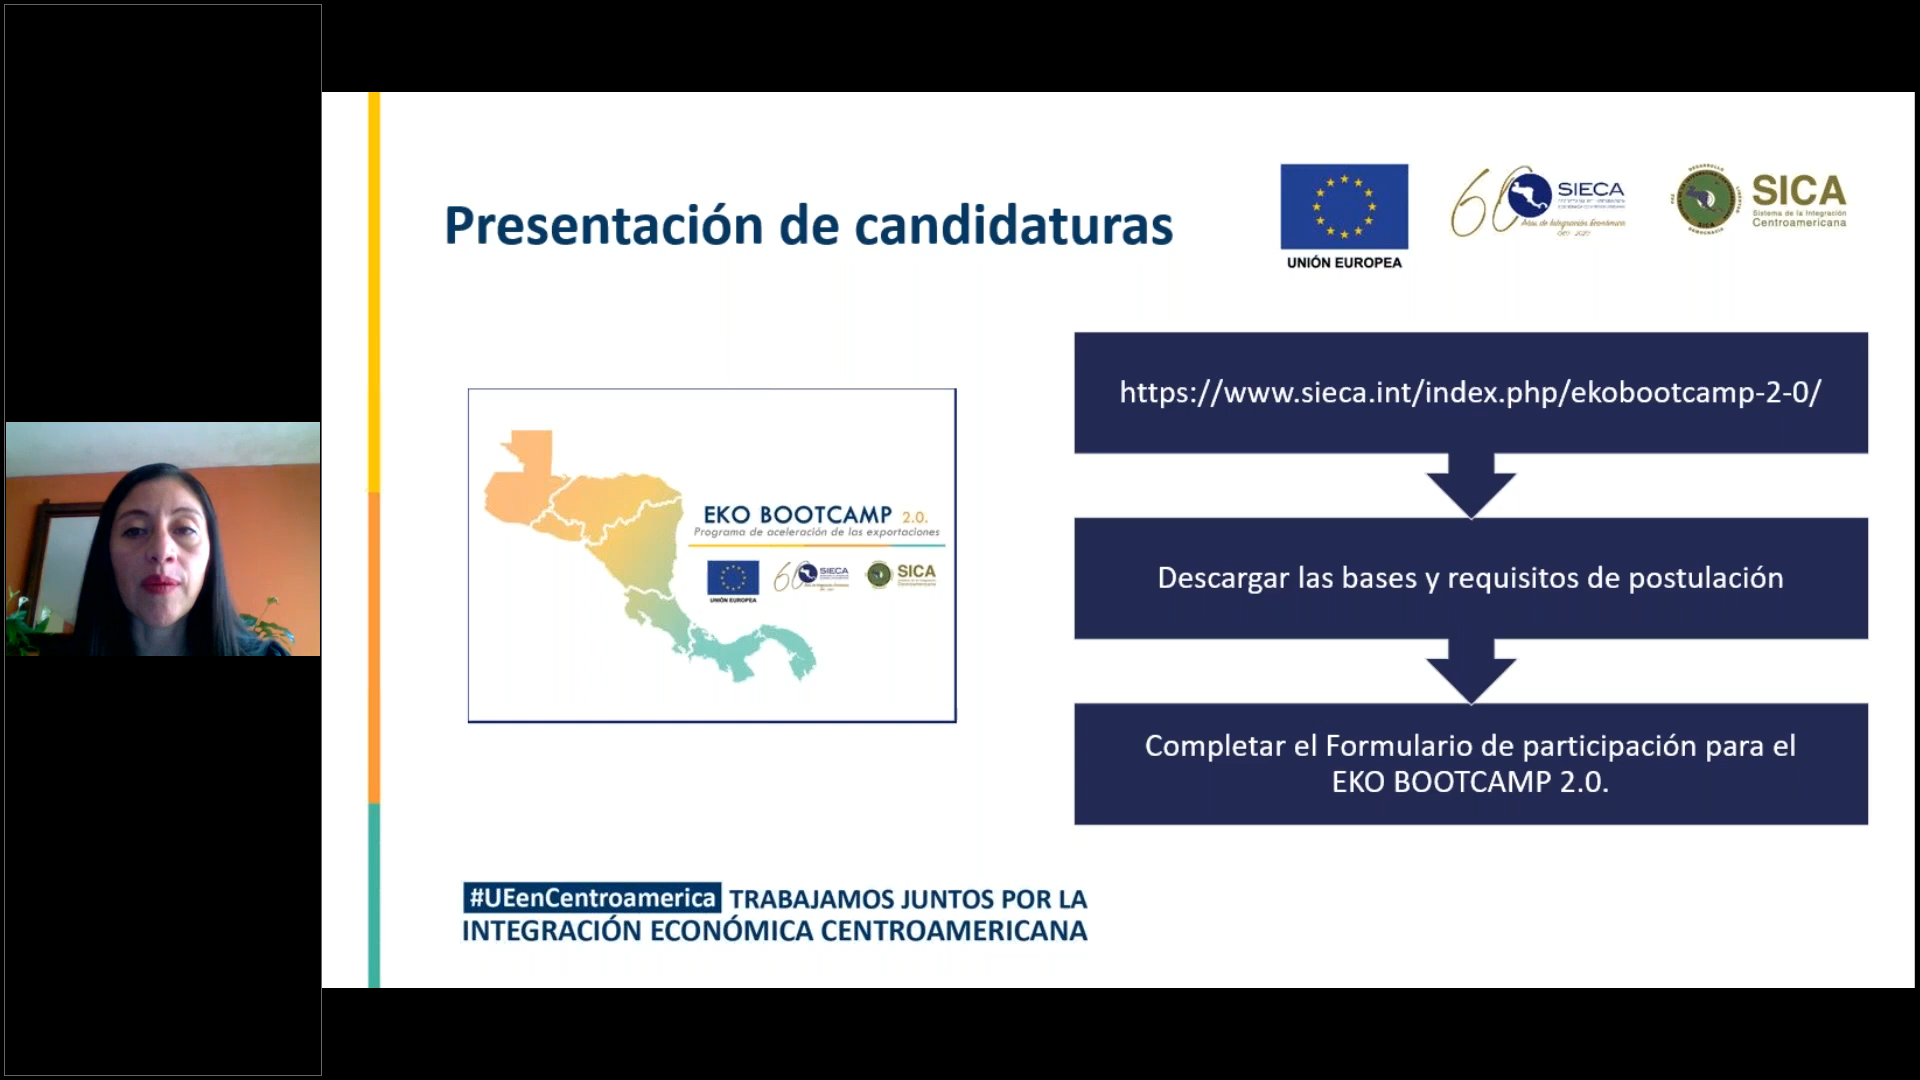 Presentación de candidaturas
UNIÓN EUROPEA
60 SIECA
Años de Integración Económica
SICA
Sistema de la Integración
Centroamericana
https://www.sieca.int/index.php/ekobootcamp-2-0/
Descargar las bases y requisitos de postulación
Completar el Formulario de participación para el
EKO BOOTCAMP 2.0.
EKO BOOTCAMP 2.0.
Programa de aceleración de las exportaciones
UNIÓN EUROPEA
60 SIECA
SICA
#UEenCentroamerica TRABAJAMOS JUNTOS POR LA
INTEGRACIÓN ECONÓMICA CENTROAMERICANA